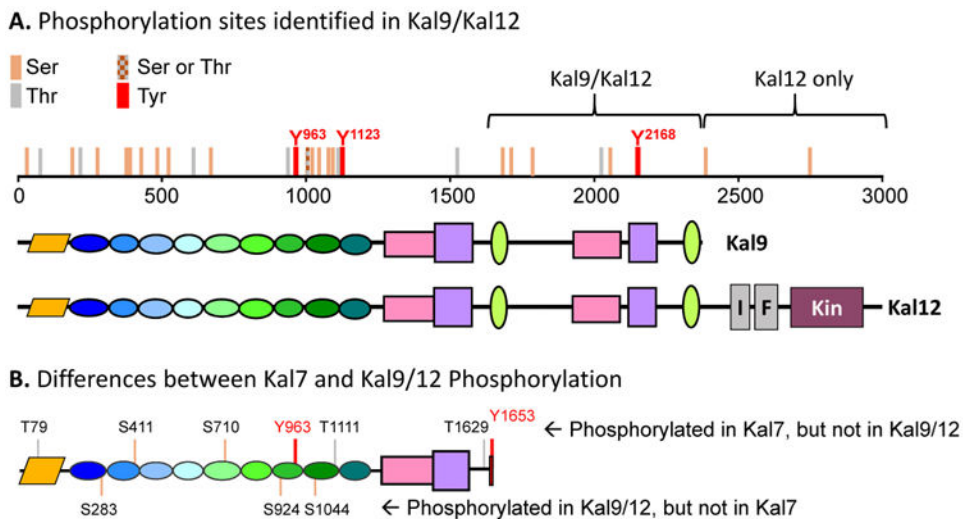 A. Phosphorylation sites identified in Kal9/Kal12
Ser
Ser or Thr
Thr
Tyr
Kal9/Kal12
Kal12 only
Y963
Y1123
Y2168
0 500 1000 1500 2000 2500 3000
Kal9
I F Kin Kal12
B. Differences between Kal7 and Kal9/12 Phosphorylation
T79 S411 S710 Y963 T1111 T1629 Y1653
← Phosphorylated in Kal7, but not in Kal9/12
S283 S924 S1044
← Phosphorylated in Kal9/12, but not in Kal7